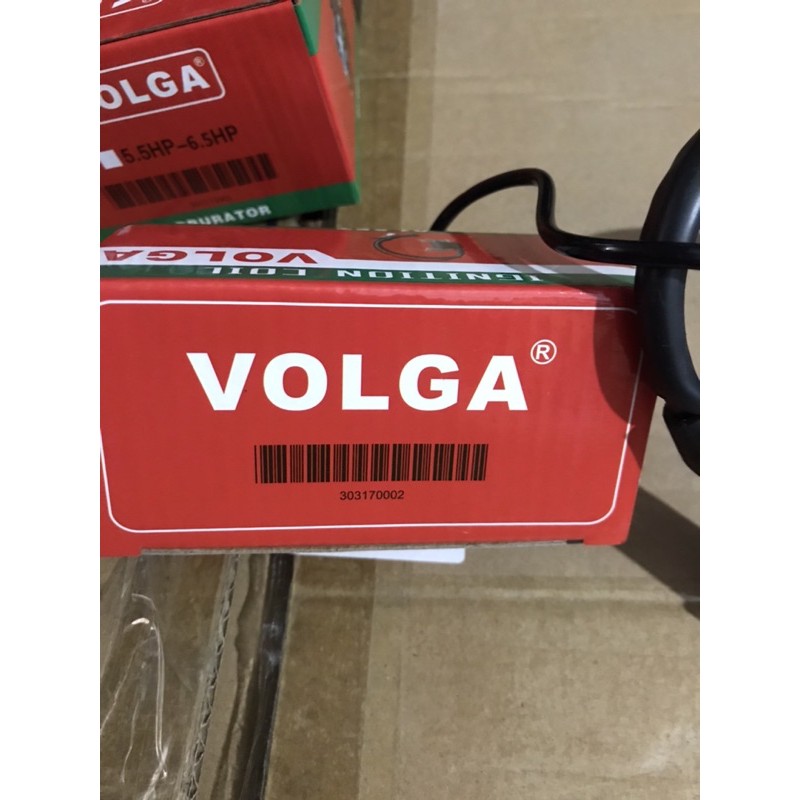 OLGA®
5.5HP-6.5HP
RBURATOR
VOLGA
IGNITION COIL
VOLGA®
303170002